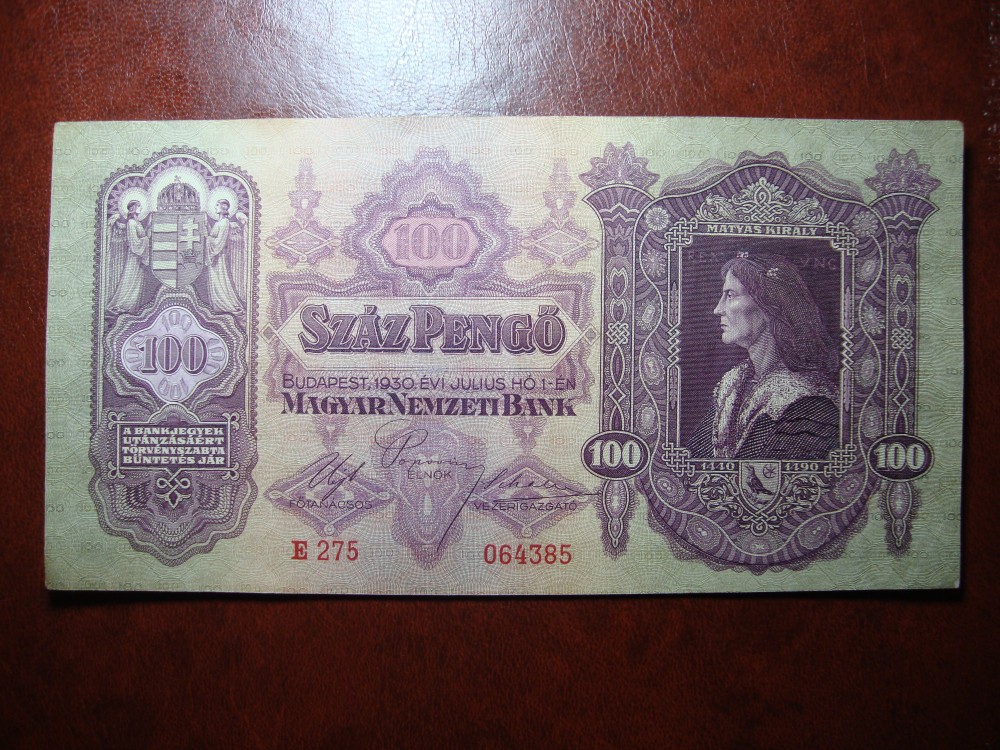 100
SZÁZ PENGŐ
BUDAPEST, 1930. ÉVI JULIUS HÓ 1-ÉN
MAGYAR NEMZETI BANK
FŐTANÁCSOS
ELNÖK
VEZÉRIGAZGATÓ
E 275
064385
100
A BANKJEGYEK
UTÁNZÁSÁÉRT
TÖRVÉNYSZABTA
BÜNTETÉS JÁR
MÁTYÁS KIRÁLY
100
100
1440
1490